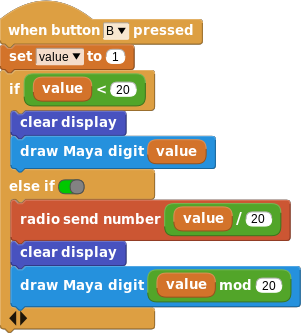 when button B pressed
set value to 1
if value < 20
clear display
draw Maya digit value
else if
radio send number value / 20
clear display
draw Maya digit value mod 20